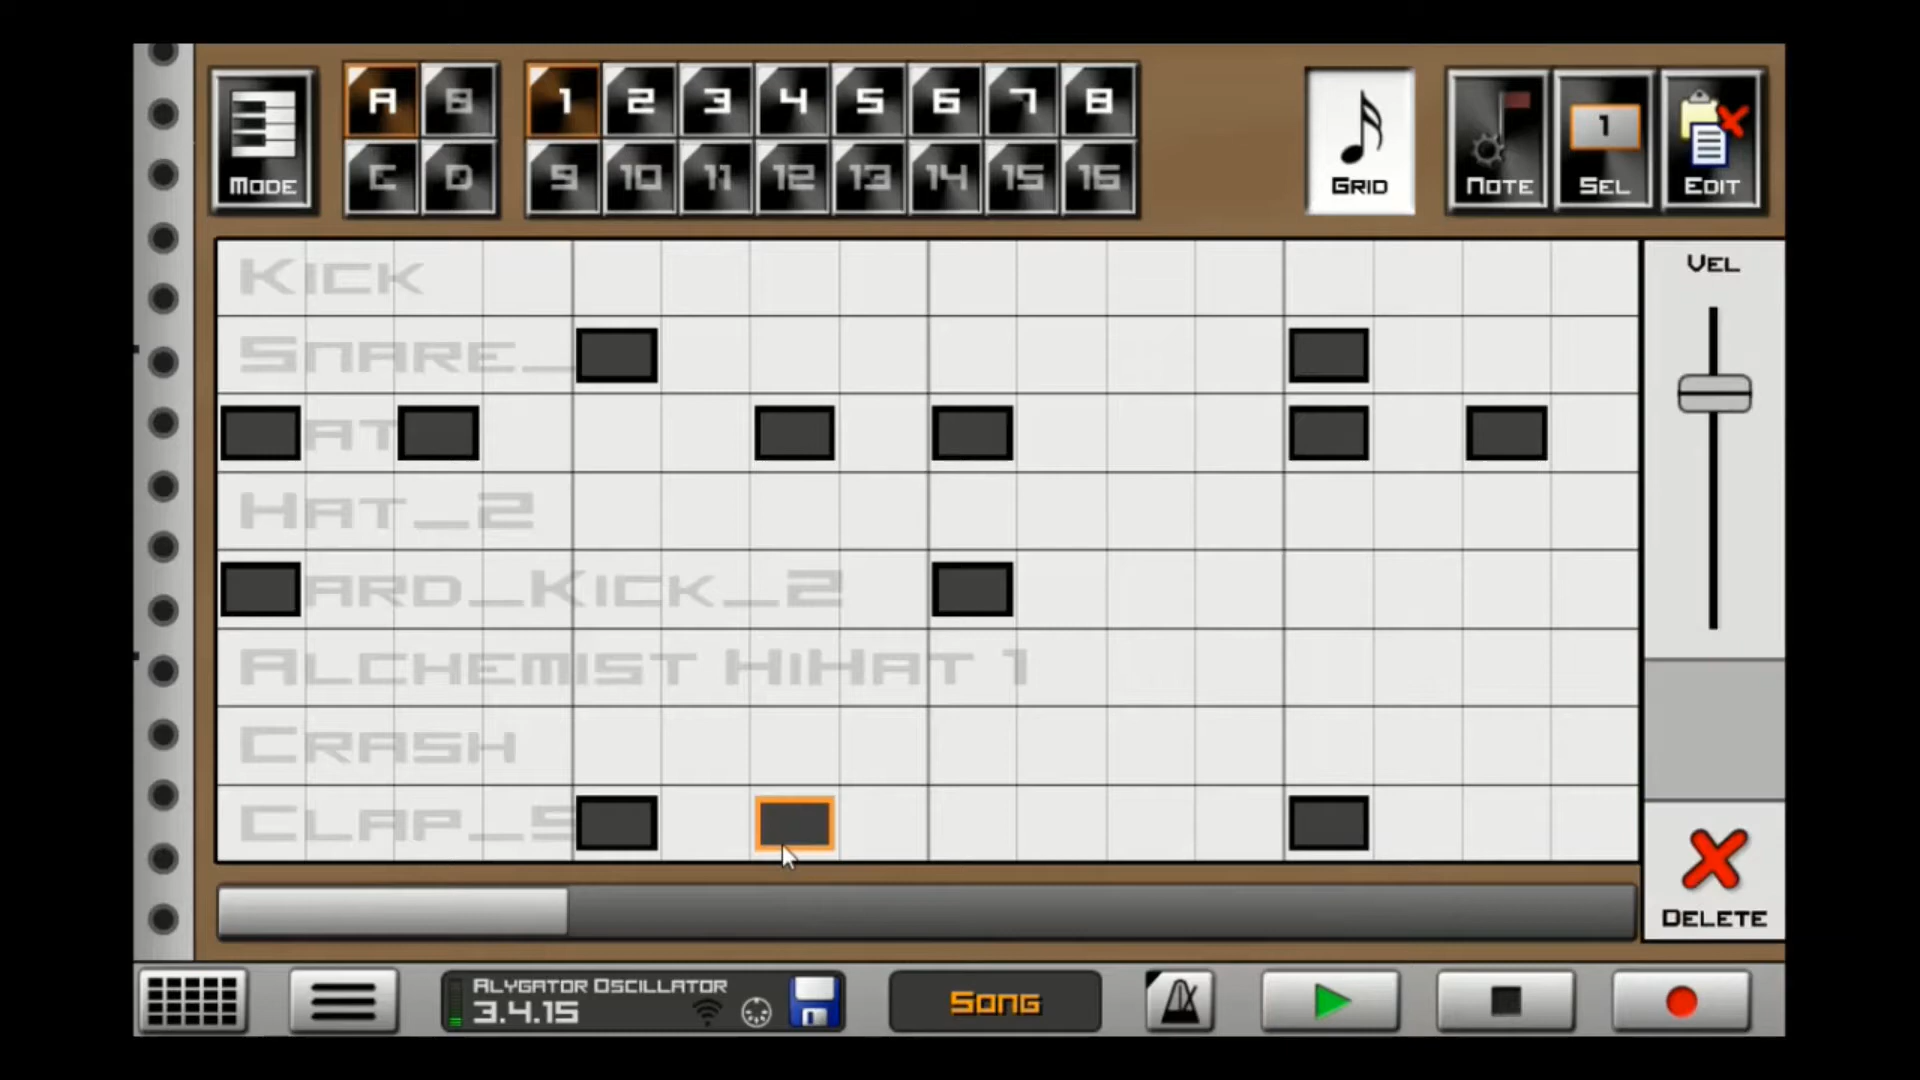 A B 1 2 3 4 5 6 7 8
C D 9 10 11 12 13 14 15 16
Mode
Grid
Note
1
Sel
Edit
Kick
Snare_
at
Hat_2
ard_Kick_2
Alchemist HiHat 1
Crash
Clap_S
Vel
Delete
Alygator Oscillator
3.4.15
Song